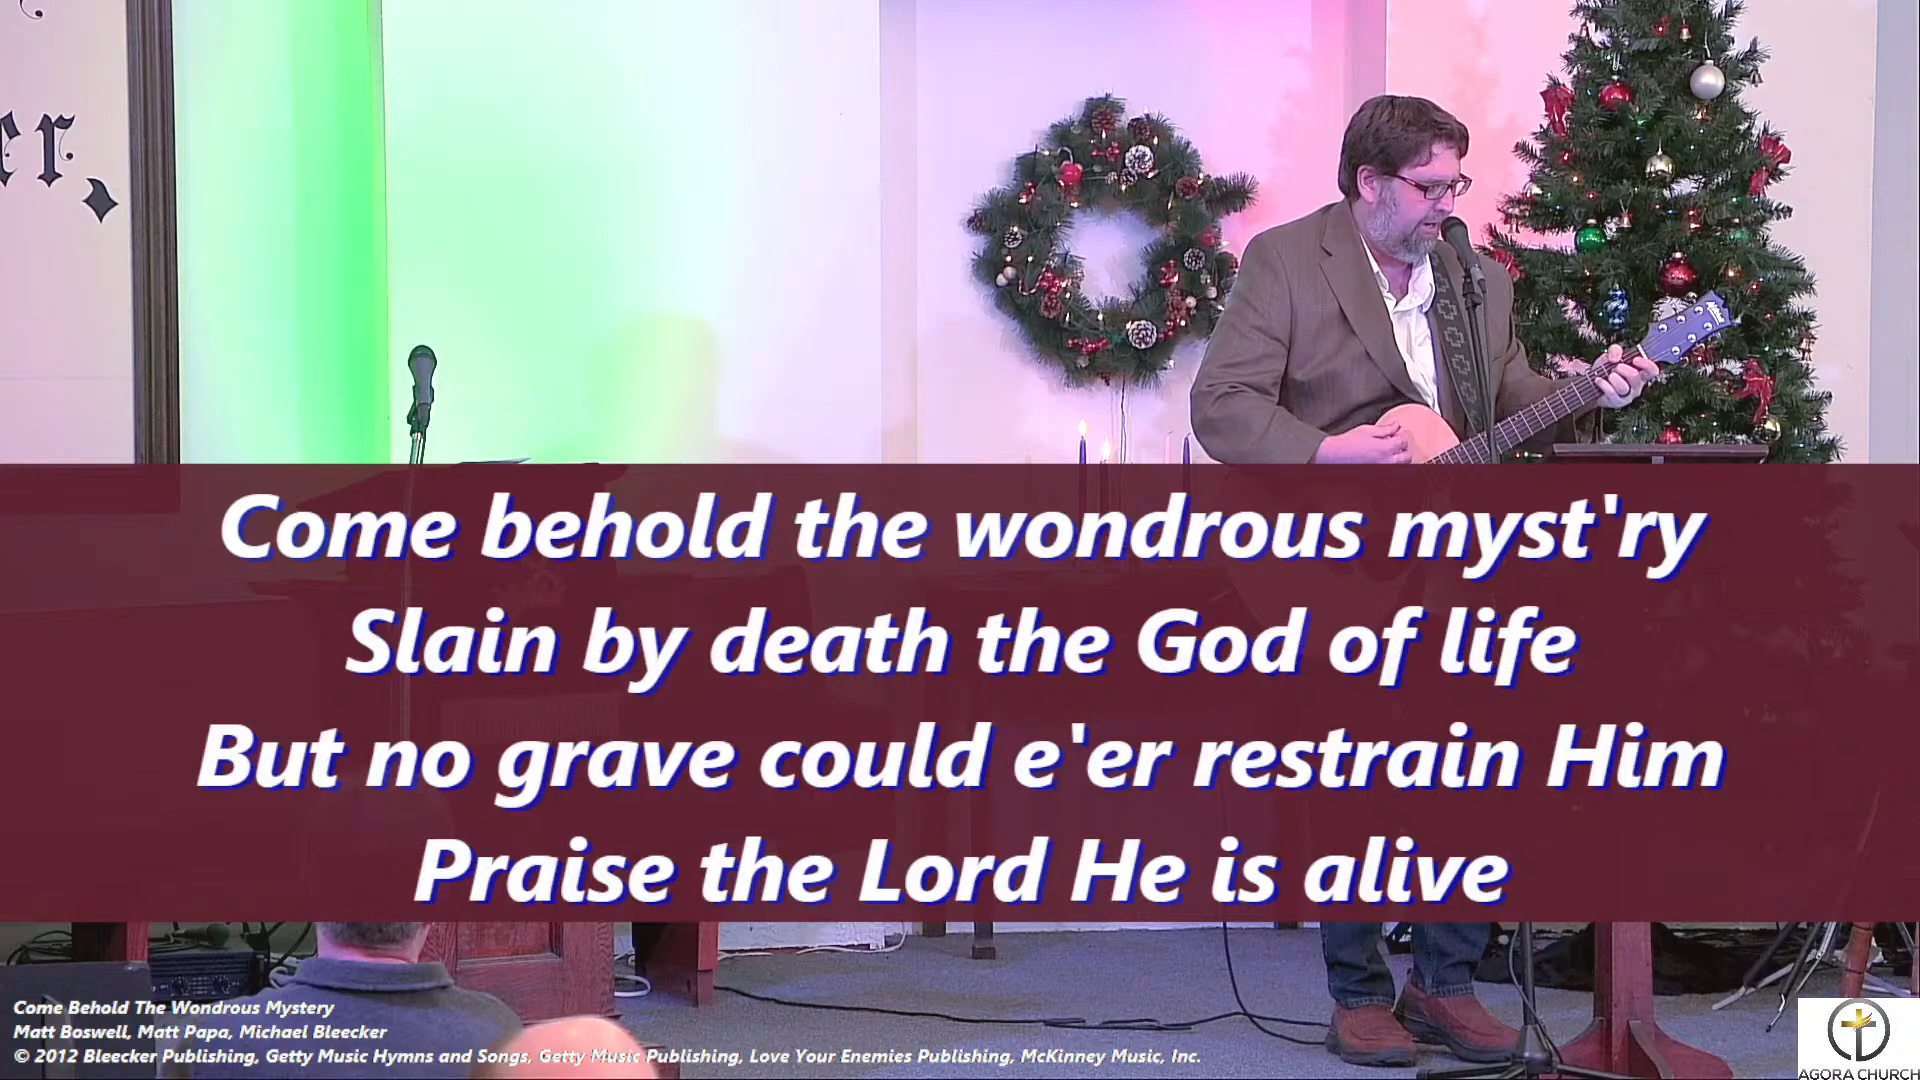 er.
Come behold the wondrous myst'ry
Slain by death the God of life
But no grave could e'er restrain Him
Praise the Lord He is alive
Come Behold The Wondrous Mystery
Matt Boswell, Matt Papa, Michael Bleecker
© 2012 Bleecker Publishing, Getty Music Hymns and Songs, Getty Music Publishing, Love Your Enemies Publishing, McKinney Music, Inc.
AGORA CHURCH